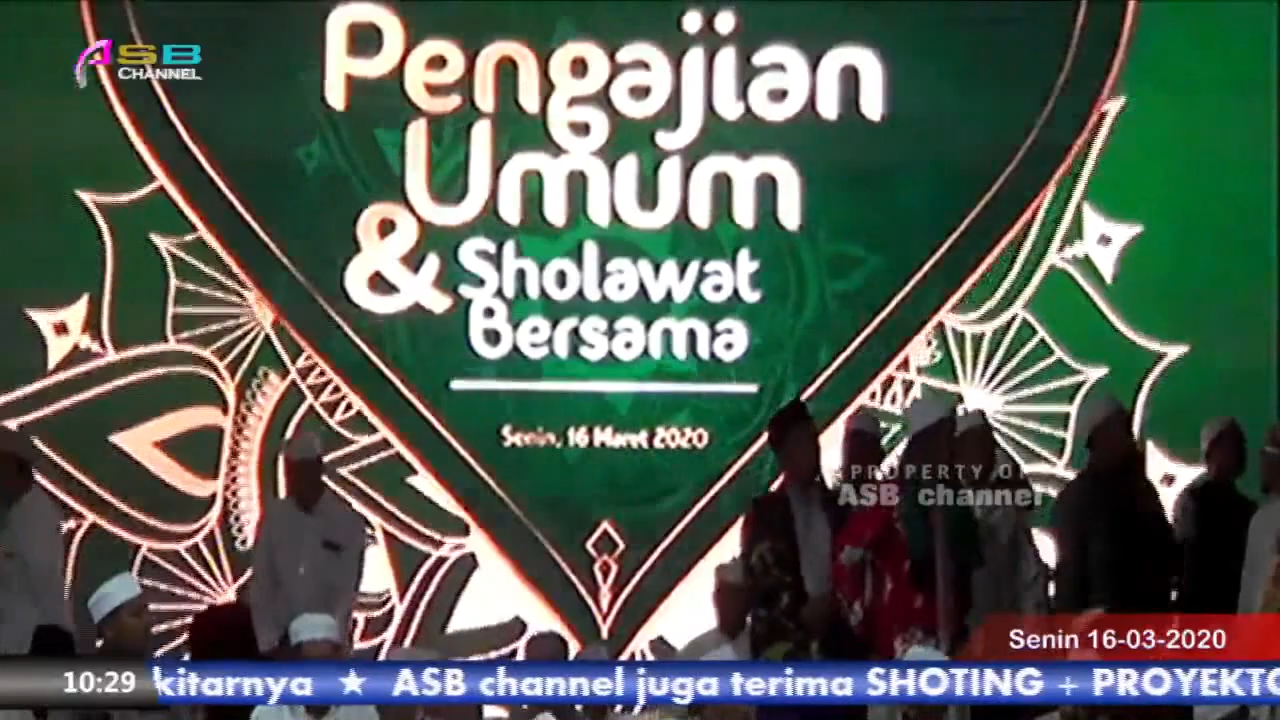 ASB
CHANNEL
Pengajian
Umum
& Sholawat
Bersama
Senin, 16 Maret 2020
PROPERTY OF
ASB channel
Senin 16-03-2020
10:29 kitarnya ★ ASB channel juga terima SHOTING + PROYEKTO